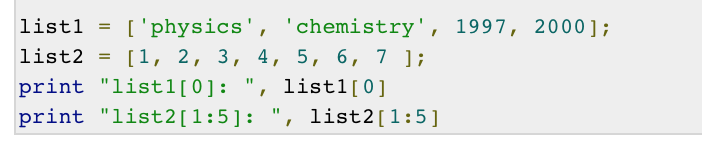 list1 = ['physics', 'chemistry', 1997, 2000];
list2 = [1, 2, 3, 4, 5, 6, 7 ];
print "list1[0]: ", list1[0]
print "list2[1:5]: ", list2[1:5]